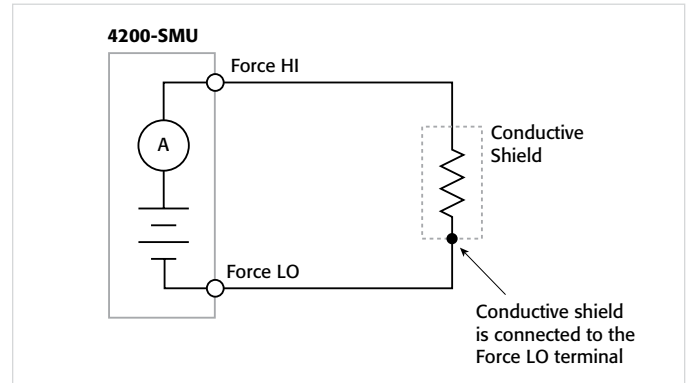 4200-SMU
Force HI
A
Conductive
Shield
Force LO
Conductive shield
is connected to the
Force LO terminal